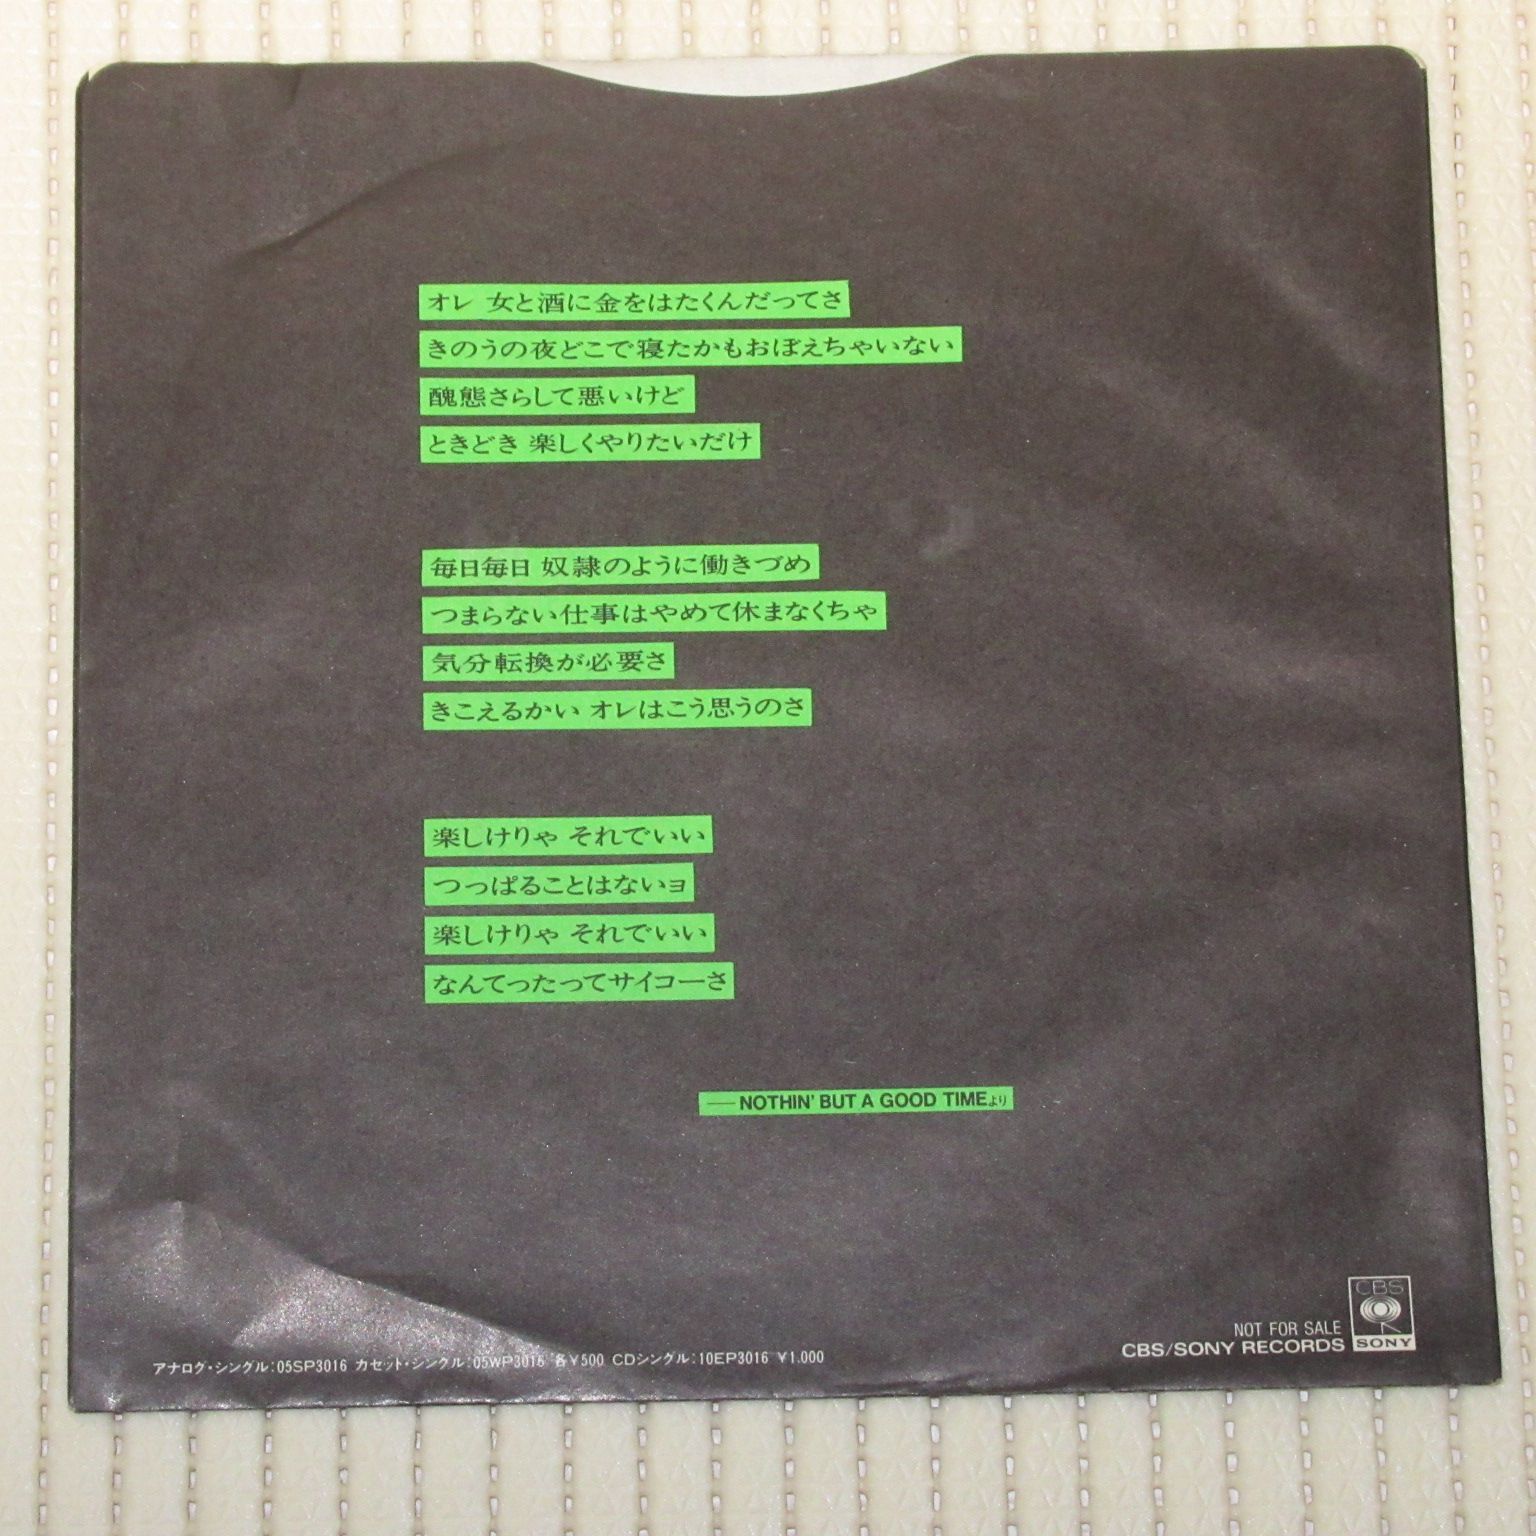 オレ 女と酒に金をはたくんだってさ
きのうの夜どこで寝たかもおぼえちゃいない
醜態さらして悪いけど
ときどき 楽しくやりたいだけ
毎日毎日 奴隷のように働きづめ
つまらない仕事はやめて休まなくちゃ
気分転換が必要さ
きこえるかい オレはこう思うのさ
楽しけりゃ それでいい
つっぱることはないヨ
楽しけりゃ それでいい
なんてったってサイコーさ
——NOTHIN' BUT A GOOD TIMEより
CBS
SONY
NOT FOR SALE
CBS/SONY RECORDS
アナログ・シングル:05SP3016 カセット・シングル:05WP3016 各¥500 CDシングル:10EP3016 ¥1.000